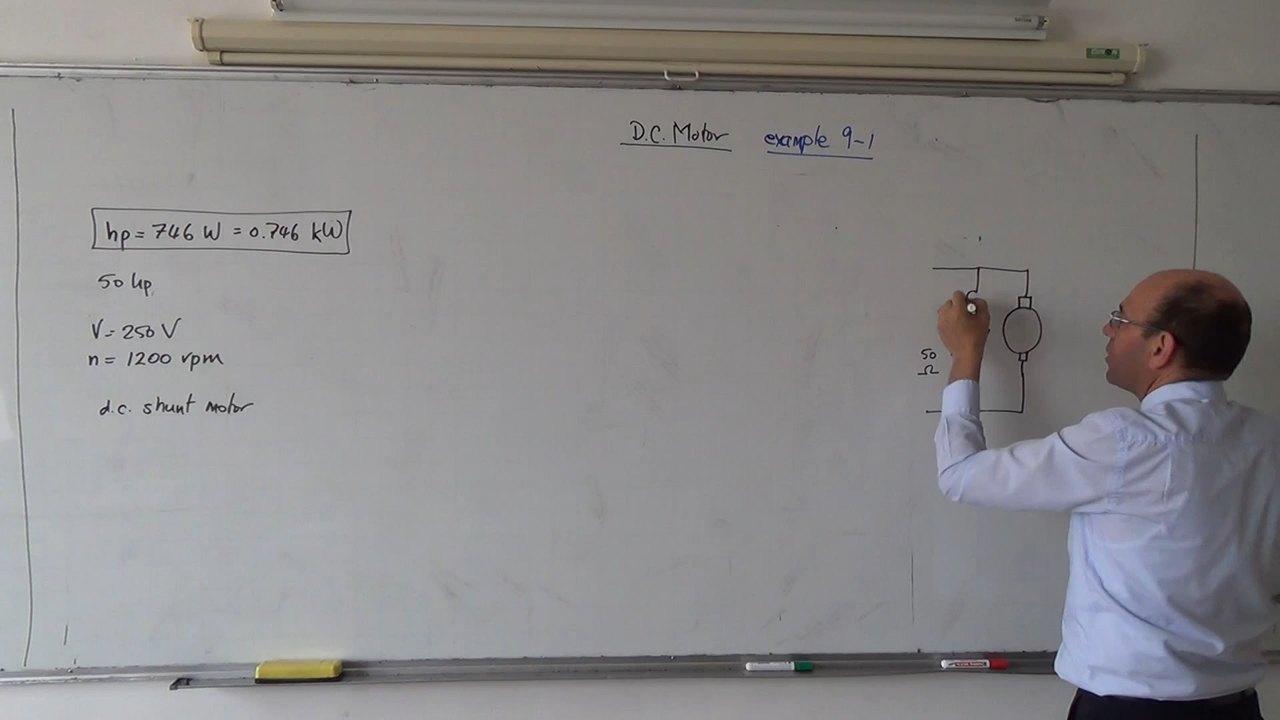 D.C. Motor example 9-1
hp = 746 W = 0.746 kW
50 hp
V = 250 V
n = 1200 rpm
d.c. shunt motor
50
Ω